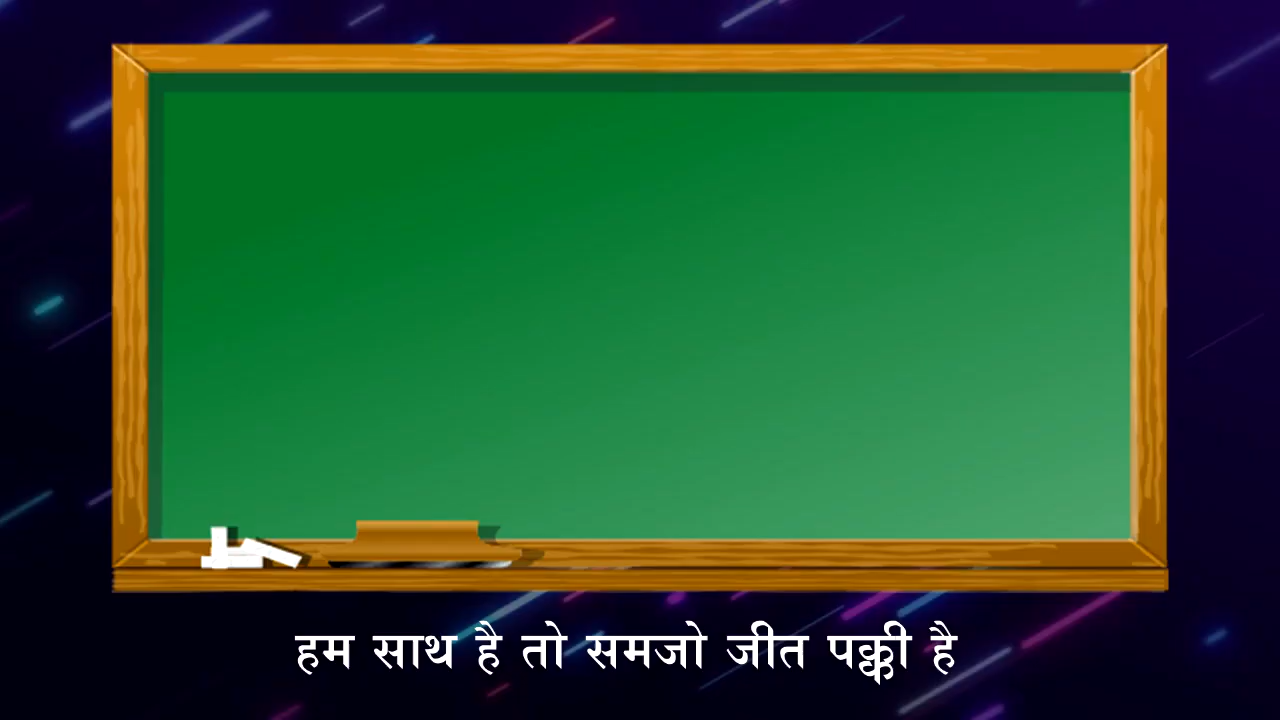 हम साथ है तो समजो जीत पक्की है